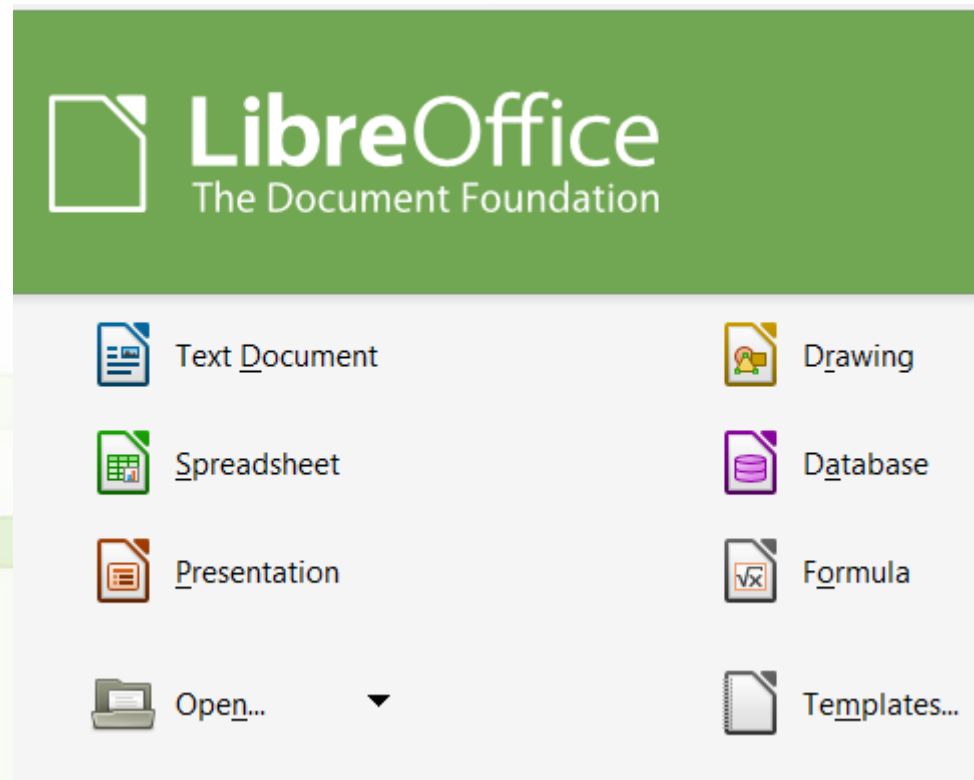 LibreOffice
The Document Foundation
Text Document
Drawing
Spreadsheet
Database
Presentation
Formula
Open...
Templates...